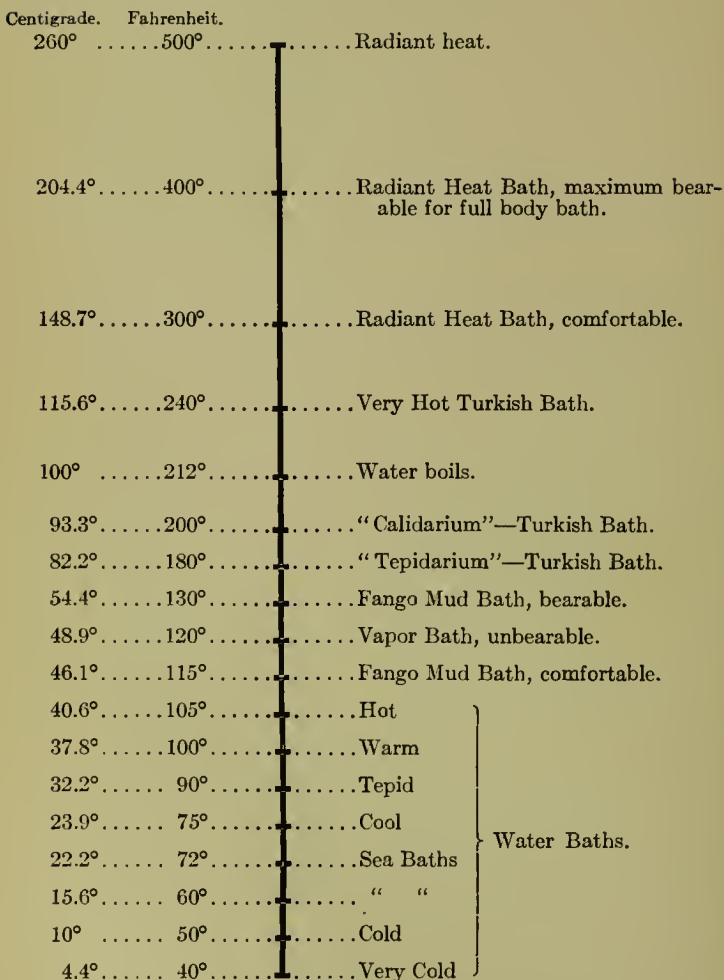 Centigrade. Fahrenheit.
260° ......500°............Radiant heat.
204.4°......400°............Radiant Heat Bath, maximum bear-
able for full body bath.
148.7°......300°............Radiant Heat Bath, comfortable.
115.6°......240°............Very Hot Turkish Bath.
100° ......212°............Water boils.
93.3°......200°............“Calidarium”—Turkish Bath.
82.2°......180°............“Tepidarium”—Turkish Bath.
54.4°......130°............Fango Mud Bath, bearable.
48.9°......120°............Vapor Bath, unbearable.
46.1°......115°............Fango Mud Bath, comfortable.
40.6°......105°............Hot
37.8°......100°............Warm
32.2°...... 90°............Tepid
23.9°...... 75°............Cool
Water Baths.
22.2°...... 72°............Sea Baths
15.6°...... 60°............ “ “
10° ...... 50°............Cold
4.4°...... 40°............Very Cold